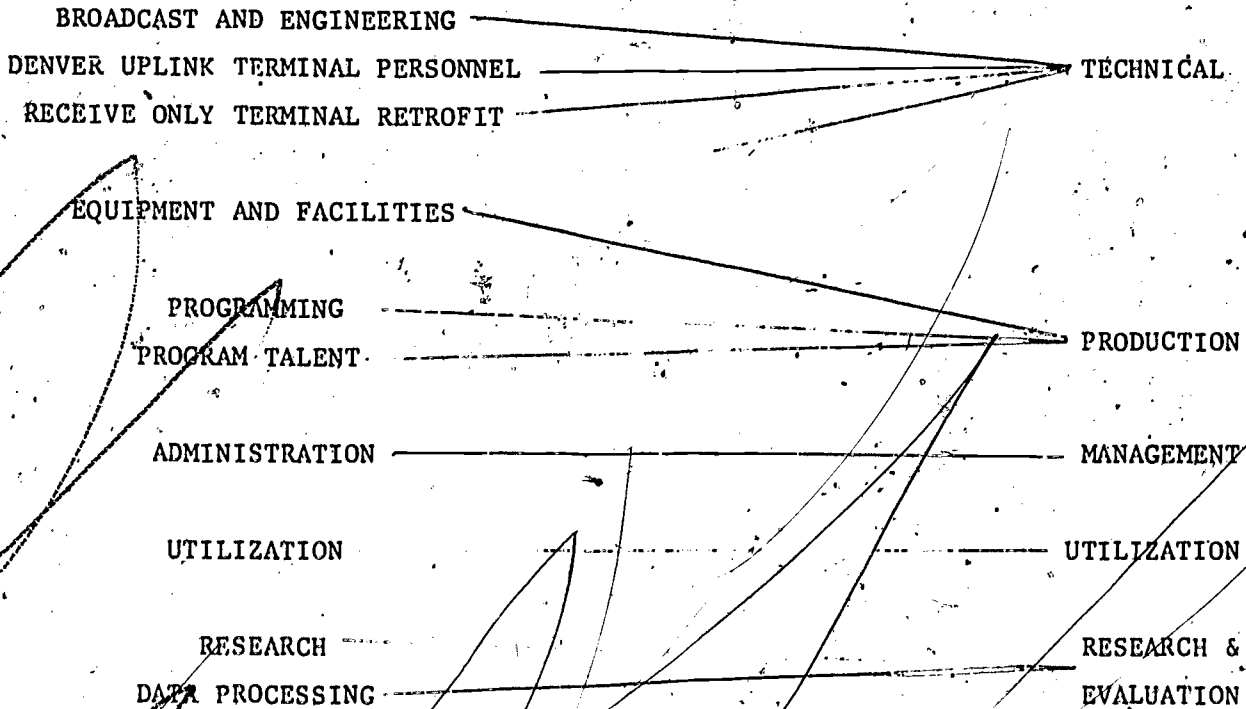 BROADCAST AND ENGINEERING
DENVER UPLINK TERMINAL PERSONNEL
TECHNICAL
RECEIVE ONLY TERMINAL RETROFIT
EQUIPMENT AND FACILITIES
PROGRAMMING
PROGRAM TALENT
PRODUCTION
ADMINISTRATION
MANAGEMENT
UTILIZATION
UTILIZATION
RESEARCH
RESEARCH &
DATA PROCESSING
EVALUATION